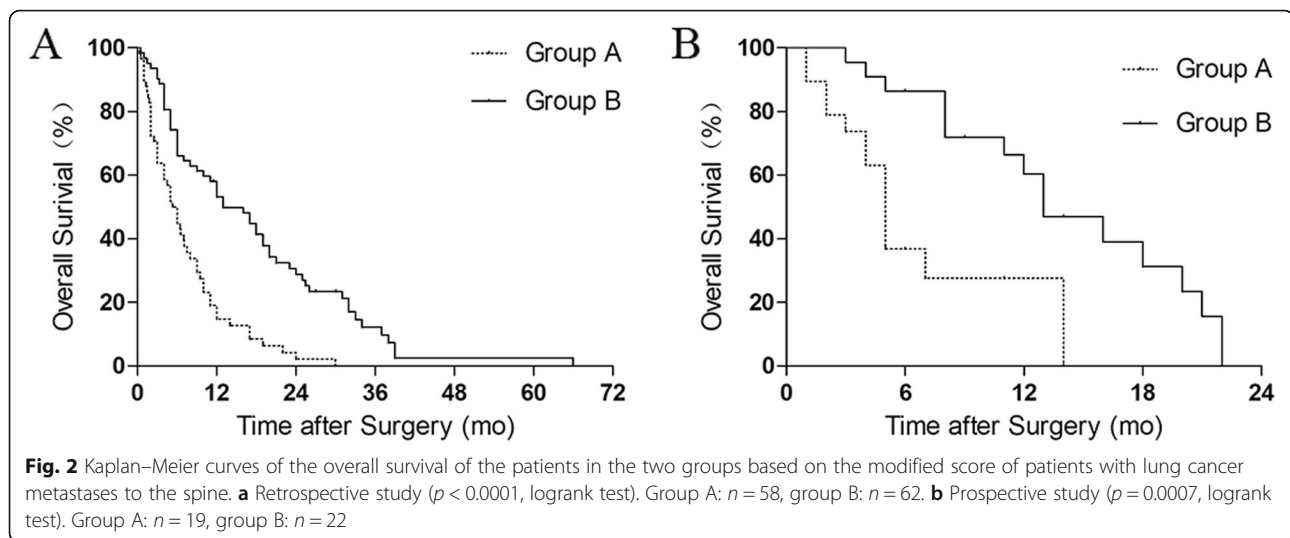 A
Group A
Group B
Overall Surivial (%)
100
80
60
40
20
0
0 12 24 36 48 60 72
Time after Surgery (mo)
B
Group A
Group B
Overall Surivial (%)
100
80
60
40
20
0
0 6 12 18 24
Time after Surgery (mo)
Fig. 2 Kaplan–Meier curves of the overall survival of the patients in the two groups based on the modified score of patients with lung cancer
metastases to the spine. a Retrospective study (p < 0.0001, logrank test). Group A: n = 58, group B: n = 62. b Prospective study (p = 0.0007, logrank
test). Group A: n = 19, group B: n = 22